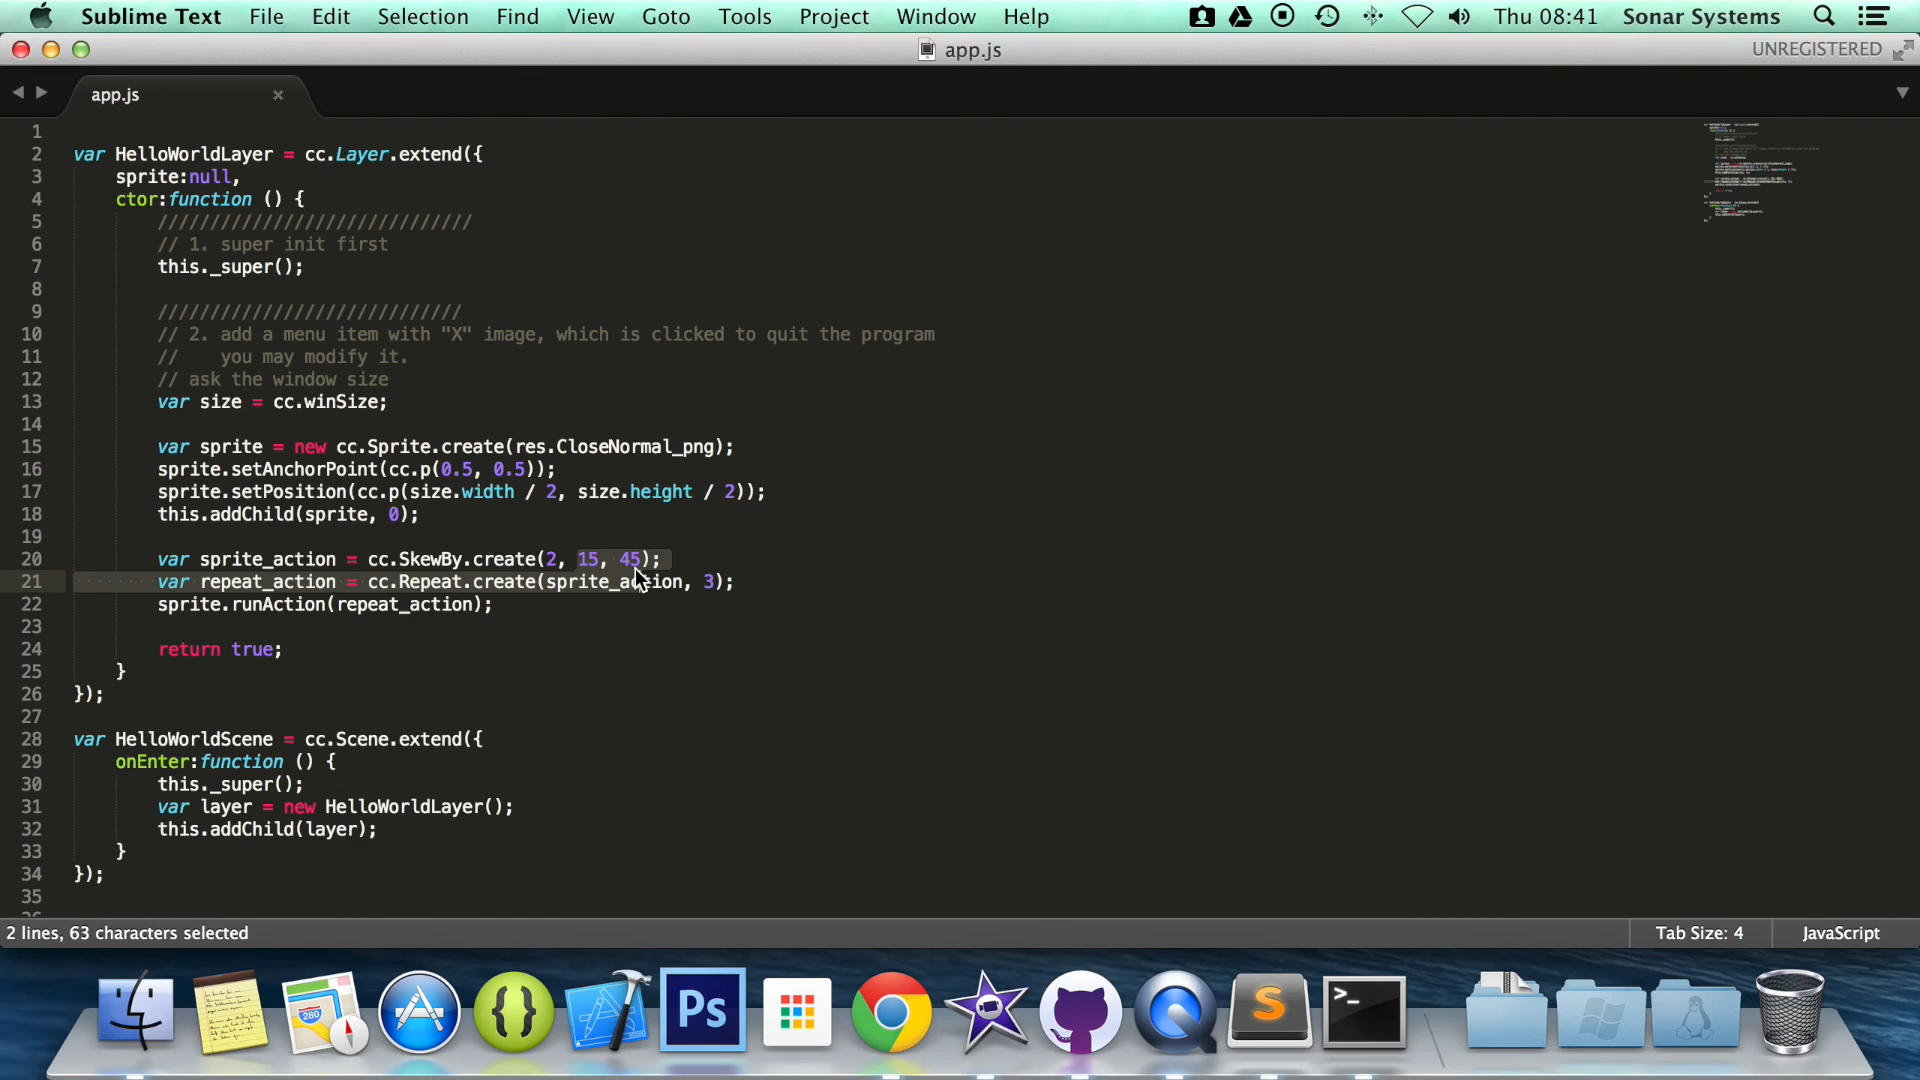 Sublime Text File Edit Selection Find View Goto Tools Project Window Help Thu 08:41 Sonar Systems
app.js UNREGISTERED
app.js
1
2 var HelloWorldLayer = cc.Layer.extend({
3 sprite:null,
4 ctor:function () {
5 //////////////////////////////
6 // 1. super init first
7 this._super();
8
9 /////////////////////////////
10 // 2. add a menu item with "X" image, which is clicked to quit the program
11 // you may modify it.
12 // ask the window size
13 var size = cc.winSize;
14
15 var sprite = new cc.Sprite.create(res.CloseNormal_png);
16 sprite.setAnchorPoint(cc.p(0.5, 0.5));
17 sprite.setPosition(cc.p(size.width / 2, size.height / 2));
18 this.addChild(sprite, 0);
19
20 var sprite_action = cc.SkewBy.create(2, 15, 45);
21 var repeat_action = cc.Repeat.create(sprite_action, 3);
22 sprite.runAction(repeat_action);
23
24 return true;
25 }
26 });
27
28 var HelloWorldScene = cc.Scene.extend({
29 onEnter:function () {
30 this._super();
31 var layer = new HelloWorldLayer();
32 this.addChild(layer);
33 }
34 });
35
2 lines, 63 characters selected Tab Size: 4 JavaScript
280
Ps
S
>_